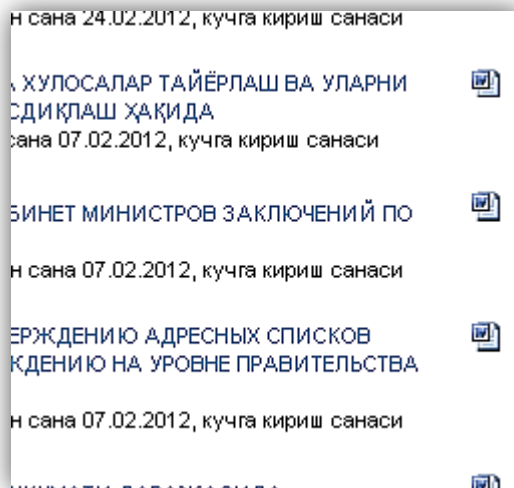 н сана 24.02.2012, кучга кириш санаси
ХУЛОСАЛАР ТАЙЁРЛАШ ВА УЛАРНИ
СДИҚЛАШ ҲАҚИДА
сана 07.02.2012, кучга кириш санаси
БИНЕТ МИНИСТРОВ ЗАКЛЮЧЕНИЙ ПО
н сана 07.02.2012, кучга кириш санаси
ЕРЖДЕНИЮ АДРЕСНЫХ СПИСКОВ
ЖДЕНИЮ НА УРОВНЕ ПРАВИТЕЛЬСТВА
н сана 07.02.2012, кучга кириш санаси